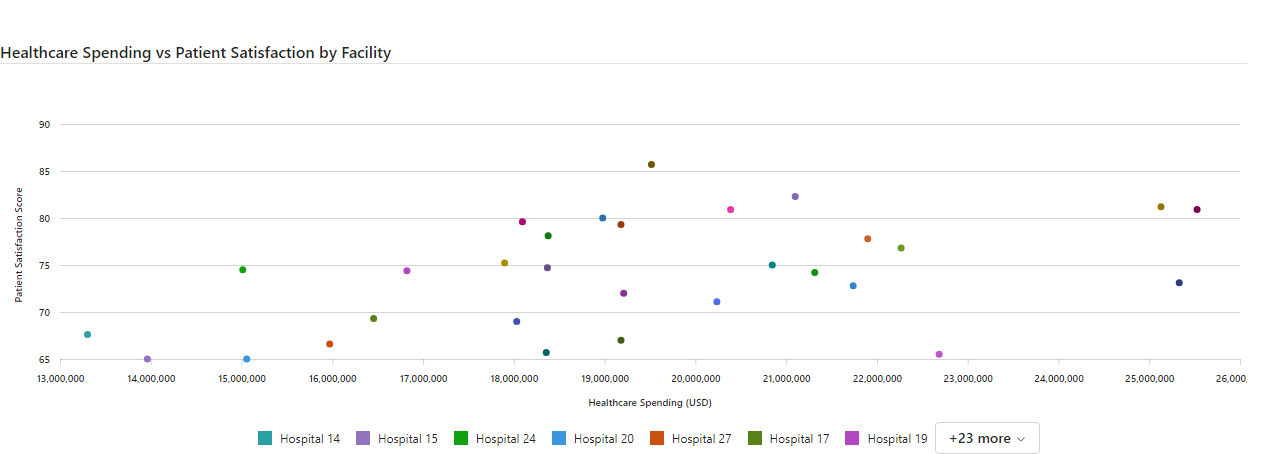 Healthcare Spending vs Patient Satisfaction by Facility
90
85
80
75
70
65
Patient Satisfaction Score
13,000,000 14,000,000 15,000,000 16,000,000 17,000,000 18,000,000 19,000,000 20,000,000 21,000,000 22,000,000 23,000,000 24,000,000 25,000,000 26,000,
Healthcare Spending (USD)
Hospital 14 Hospital 15 Hospital 24 Hospital 20 Hospital 27 Hospital 17 Hospital 19 +23 more